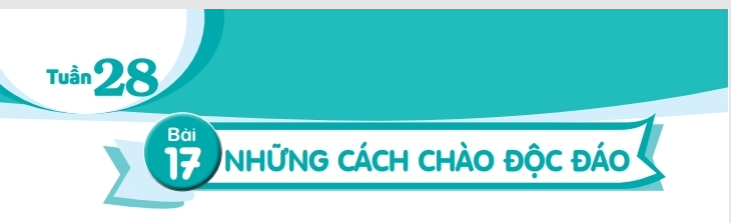 Tuần 28
Bài
17
NHỮNG CÁCH CHÀO ĐỘC ĐÁO